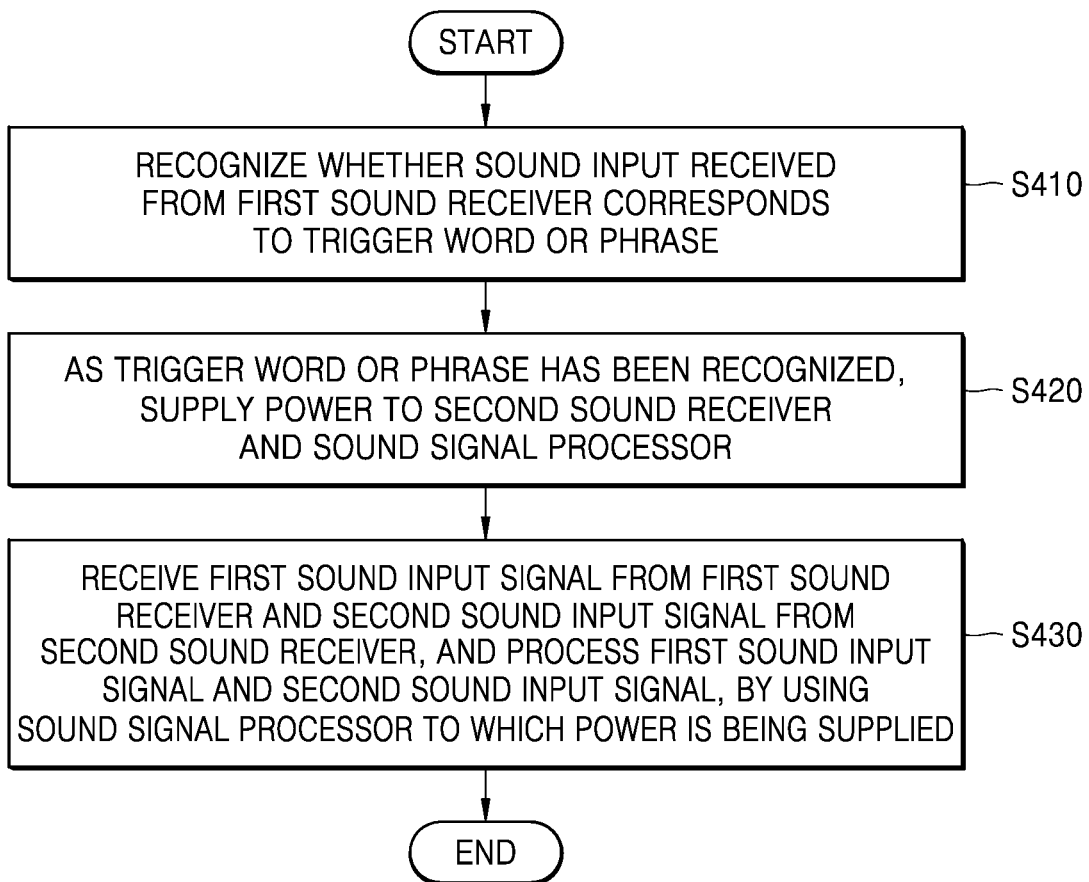 START
RECOGNIZE WHETHER SOUND INPUT RECEIVED
FROM FIRST SOUND RECEIVER CORRESPONDS
TO TRIGGER WORD OR PHRASE
S410
AS TRIGGER WORD OR PHRASE HAS BEEN RECOGNIZED,
SUPPLY POWER TO SECOND SOUND RECEIVER
AND SOUND SIGNAL PROCESSOR
S420
RECEIVE FIRST SOUND INPUT SIGNAL FROM FIRST SOUND
RECEIVER AND SECOND SOUND INPUT SIGNAL FROM
SECOND SOUND RECEIVER, AND PROCESS FIRST SOUND INPUT
SIGNAL AND SECOND SOUND INPUT SIGNAL, BY USING
SOUND SIGNAL PROCESSOR TO WHICH POWER IS BEING SUPPLIED
S430
END